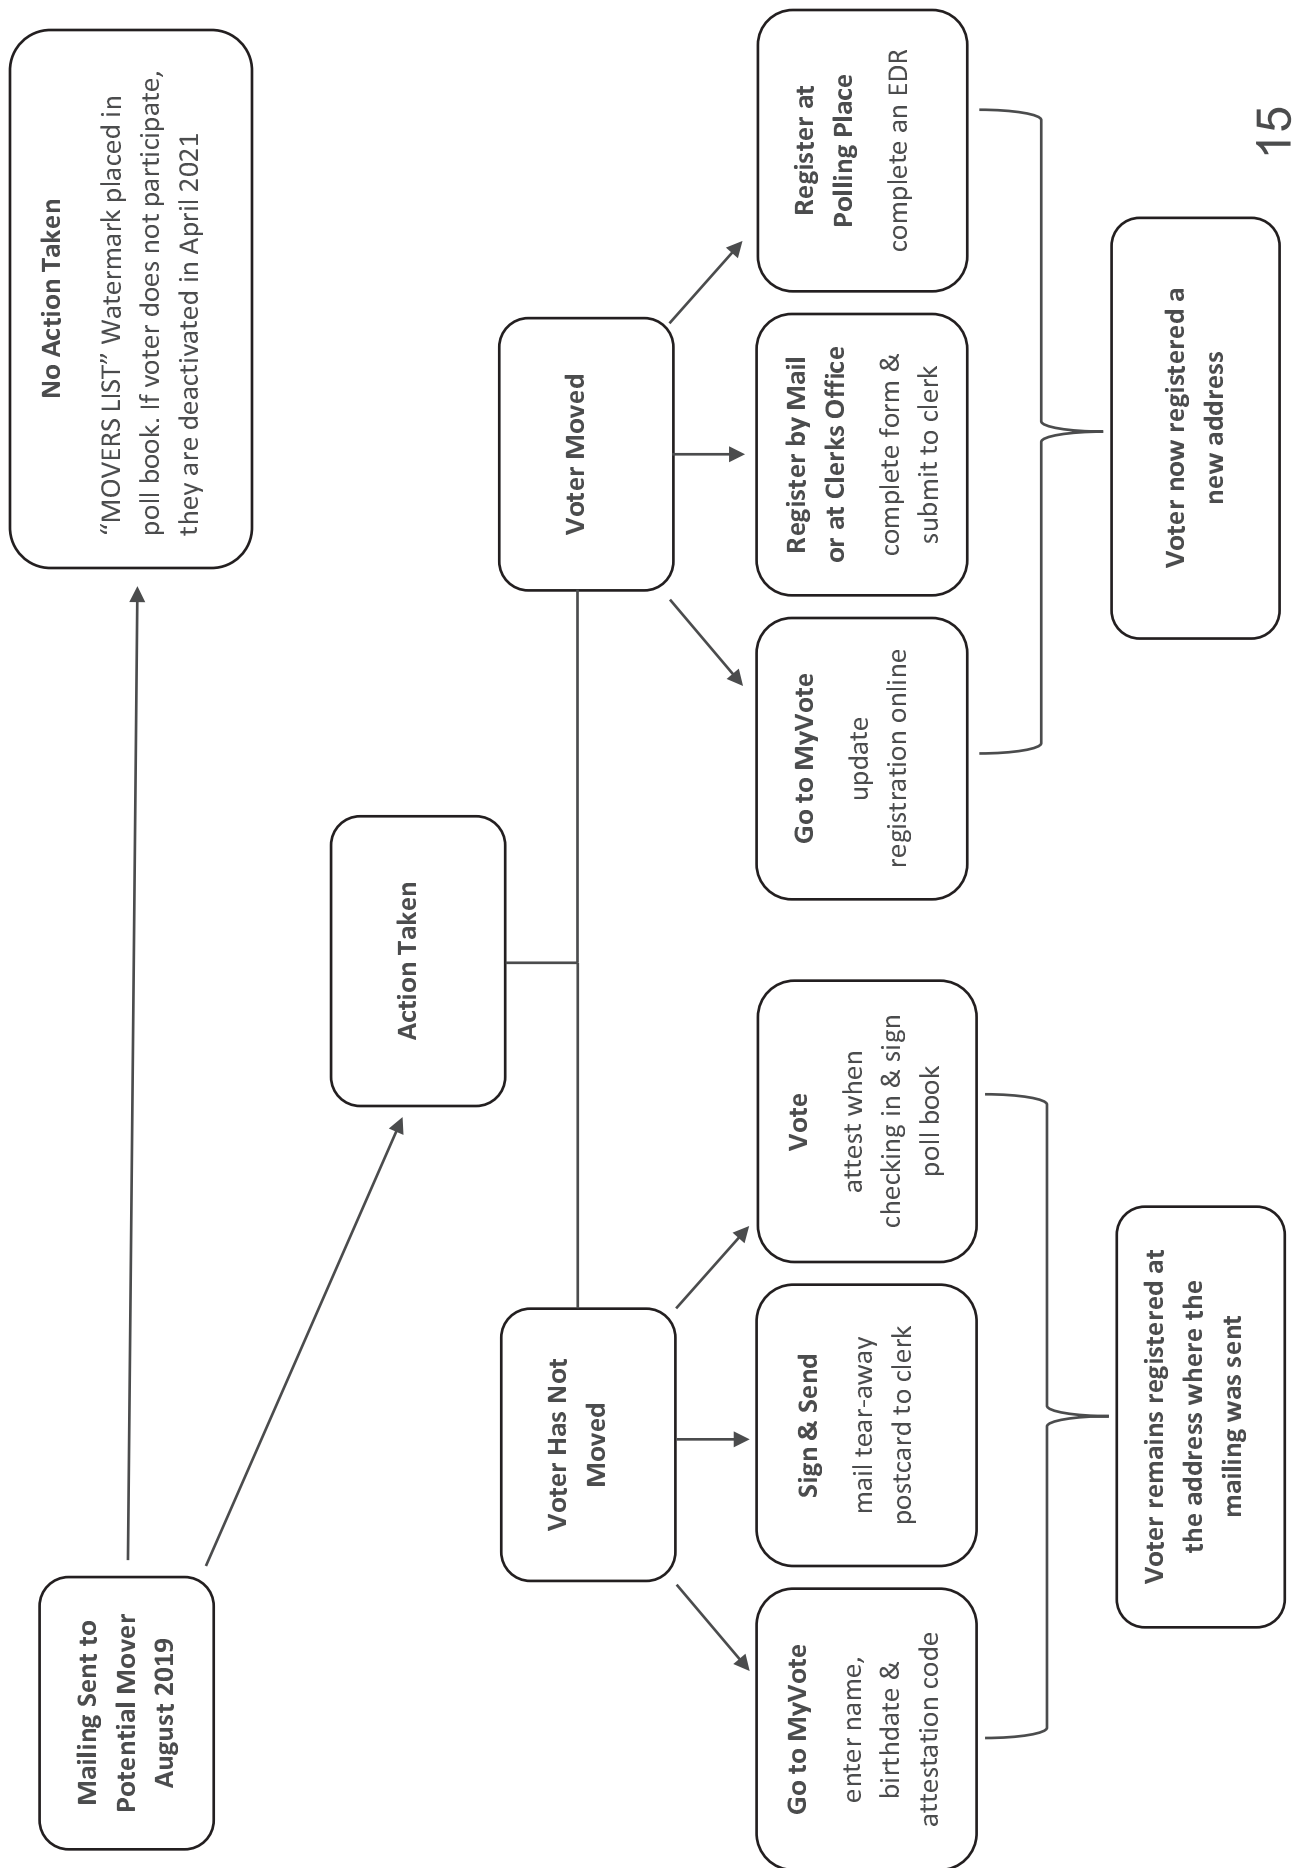 Mailing Sent to
Potential Mover
August 2019
No Action Taken
“MOVERS LIST” Watermark placed in
poll book. If voter does not participate,
they are deactivated in April 2021
Action Taken
Voter Has Not
Moved
Voter Moved
Go to MyVote
enter name,
birthdate &
attestation code
Sign & Send
mail tear-away
postcard to clerk
Vote
attest when
checking in & sign
poll book
Go to MyVote
update
registration online
Register by Mail
or at Clerks Office
complete form &
submit to clerk
Register at
Polling Place
complete an EDR
Voter remains registered at
the address where the
mailing was sent
Voter now registered a
new address
15